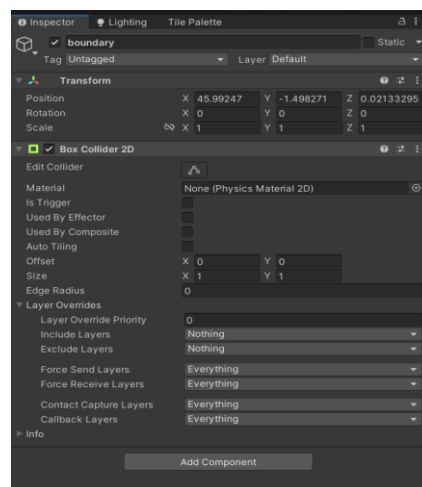 Inspector Lighting Tile Palette
boundary Static
Tag Untagged Layer Default
Transform
Position X 45.99247 Y -1.498271 Z 0.02133295
Rotation X 0 Y 0 Z 0
Scale X 1 Y 1 Z 1
Box Collider 2D
Edit Collider
Material None (Physics Material 2D)
Is Trigger
Used By Effector
Used By Composite
Auto Tiling
Offset X 0 Y 0
Size X 1 Y 1
Edge Radius 0
Layer Overrides
Layer Override Priority 0
Include Layers Nothing
Exclude Layers Nothing
Force Send Layers Everything
Force Receive Layers Everything
Contact Capture Layers Everything
Callback Layers Everything
Info
Add Component